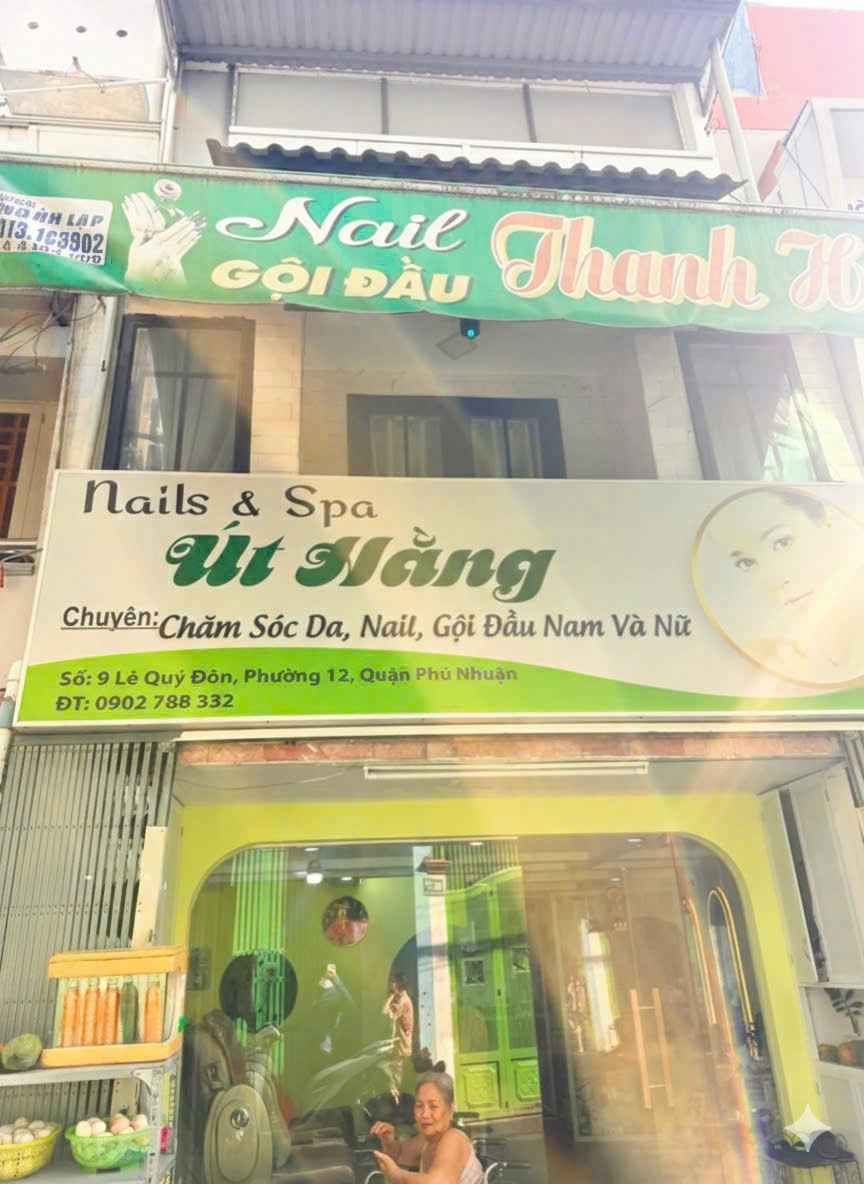 Nail
GỘI ĐẦU
Thanh
Nails & Spa
Út Hằng
Chuyên: Chăm Sóc Da, Nail, Gội Đầu Nam Và Nữ
Số: 9 Lê Quý Đôn, Phường 12, Quận Phú Nhuận
ĐT: 0902 788 332